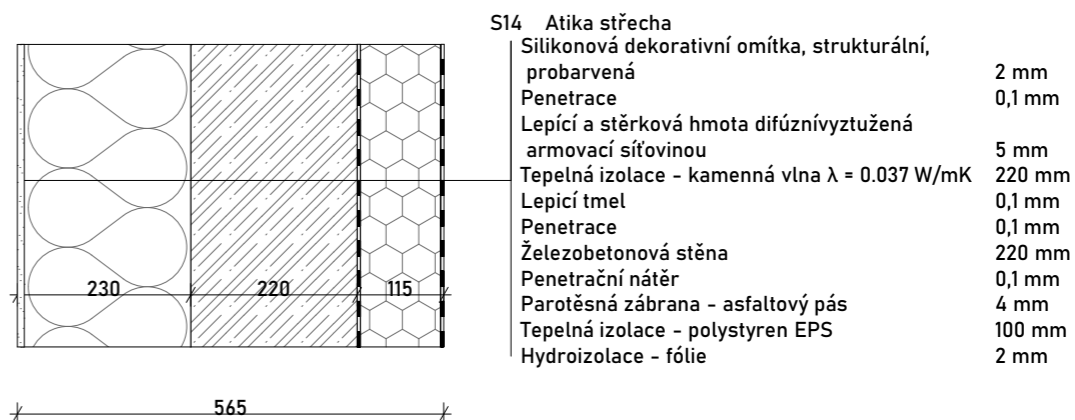 S14 Atika střecha
Silikonová dekorativní omítka, strukturální,
probarvená 2 mm
Penetrace 0,1 mm
Lepící a stěrková hmota difúznívyztužená
armovací síťovinou 5 mm
Tepelná izolace - kamenná vlna λ = 0.037 W/mK 220 mm
Lepicí tmel 0,1 mm
Penetrace 0,1 mm
Železobetonová stěna 220 mm
Penetrační nátěr 0,1 mm
Parotěsná zábrana - asfaltový pás 4 mm
Tepelná izolace - polystyren EPS 100 mm
Hydroizolace - fólie 2 mm
230 220 115
565